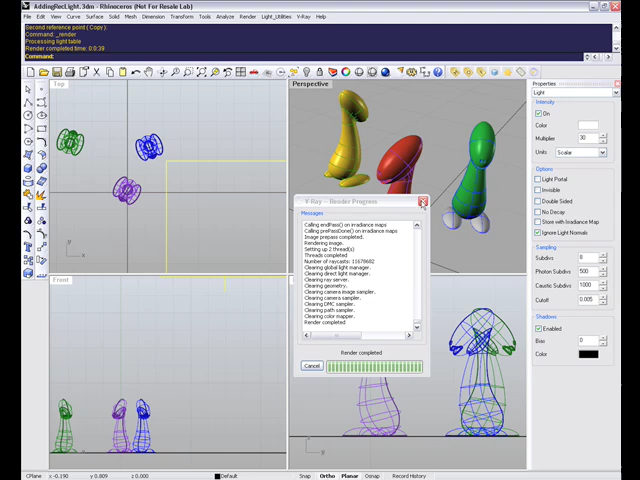 AddingRecLight.3dm - Rhinoceros (Not For Resale Lab)
File Edit View Curve Surface Solid Mesh Dimension Transform Tools Analyze Render Light_Utilities V-Ray Help
Second reference point ( Copy ):
Command: _render
Processing light table
Render completed time: 0:0:39
Command:
Top
Perspective
Front
y
x
V-Ray -- Render Progress
Messages
Calling endPass() on irradiance maps
Calling prePassDone() on irradiance maps
Image prepass completed.
Rendering image.
Setting up 2 thread(s)
Threads completed
Number of raycasts: 11678682
Clearing global light manager.
Clearing direct light manager.
Clearing ray server.
Clearing geometry.
Clearing camera image sampler.
Clearing camera sampler.
Clearing DMC sampler.
Clearing path sampler.
Clearing color mapper.
Render completed
Render completed
Cancel
Properties
Light
Intensity
On
Color
Multiplier 30
Units Scalar
Options
Light Portal
Invisible
Double Sided
No Decay
Store with Irradiance Map
Ignore Light Normals
Sampling
Subdivs 8
Photon Subdivs 500
Caustic Subdivs 1000
Cutoff 0.005
Shadows
Enabled
Bias 0
Color
CPlane x -0.190 y 0.809 z 0.000 Default Snap Ortho Planar Osnap Record History